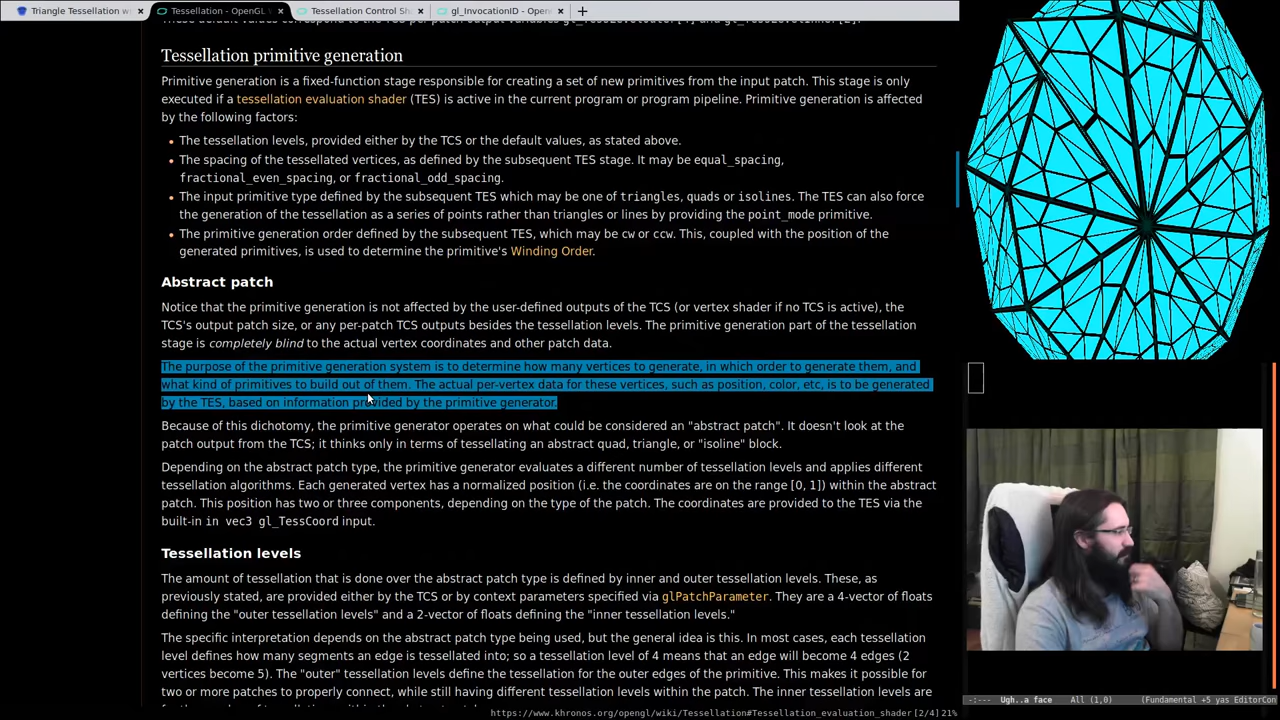 Triangle Tessellation w
Tessellation - OpenGL
Tessellation Control Sh
gl_InvocationID - Open
Tessellation primitive generation
Primitive generation is a fixed-function stage responsible for creating a set of new primitives from the input patch. This stage is only
executed if a tessellation evaluation shader (TES) is active in the current program or program pipeline. Primitive generation is affected
by the following factors:
• The tessellation levels, provided either by the TCS or the default values, as stated above.
• The spacing of the tessellated vertices, as defined by the subsequent TES stage. It may be equal_spacing,
fractional_even_spacing, or fractional_odd_spacing.
• The input primitive type defined by the subsequent TES which may be one of triangles, quads or isolines. The TES can also force
the generation of the tessellation as a series of points rather than triangles or lines by providing the point_mode primitive.
• The primitive generation order defined by the subsequent TES, which may be cw or ccw. This, coupled with the position of the
generated primitives, is used to determine the primitive's Winding Order.
Abstract patch
Notice that the primitive generation is not affected by the user-defined outputs of the TCS (or vertex shader if no TCS is active), the
TCS's output patch size, or any per-patch TCS outputs besides the tessellation levels. The primitive generation part of the tessellation
stage is completely blind to the actual vertex coordinates and other patch data.
The purpose of the primitive generation system is to determine how many vertices to generate, in which order to generate them, and
what kind of primitives to build out of them. The actual per-vertex data for these vertices, such as position, color, etc, is to be generated
by the TES, based on information provided by the primitive generator.
Because of this dichotomy, the primitive generator operates on what could be considered an "abstract patch". It doesn't look at the
patch output from the TCS; it thinks only in terms of tessellating an abstract quad, triangle, or "isoline" block.
Depending on the abstract patch type, the primitive generator evaluates a different number of tessellation levels and applies different
tessellation algorithms. Each generated vertex has a normalized position (i.e. the coordinates are on the range [0, 1]) within the abstract
patch. This position has two or three components, depending on the type of the patch. The coordinates are provided to the TES via the
built-in in vec3 gl_TessCoord input.
Tessellation levels
The amount of tessellation that is done over the abstract patch type is defined by inner and outer tessellation levels. These, as
previously stated, are provided either by the TCS or by context parameters specified via glPatchParameter. They are a 4-vector of floats
defining the "outer tessellation levels" and a 2-vector of floats defining the "inner tessellation levels."
The specific interpretation depends on the abstract patch type being used, but the general idea is this. In most cases, each tessellation
level defines how many segments an edge is tessellated into; so a tessellation level of 4 means that an edge will become 4 edges (2
vertices become 5). The "outer" tessellation levels define the tessellation for the outer edges of the primitive. This makes it possible for
two or more patches to properly connect, while still having different tessellation levels within the patch. The inner tessellation levels are
https://www.khronos.org/opengl/wiki/Tessellation#Tessellation_evaluation_shader [2/4] 21%
-:--- Ugh..a face All (1,0) (Fundamental +5 yas EditorCon